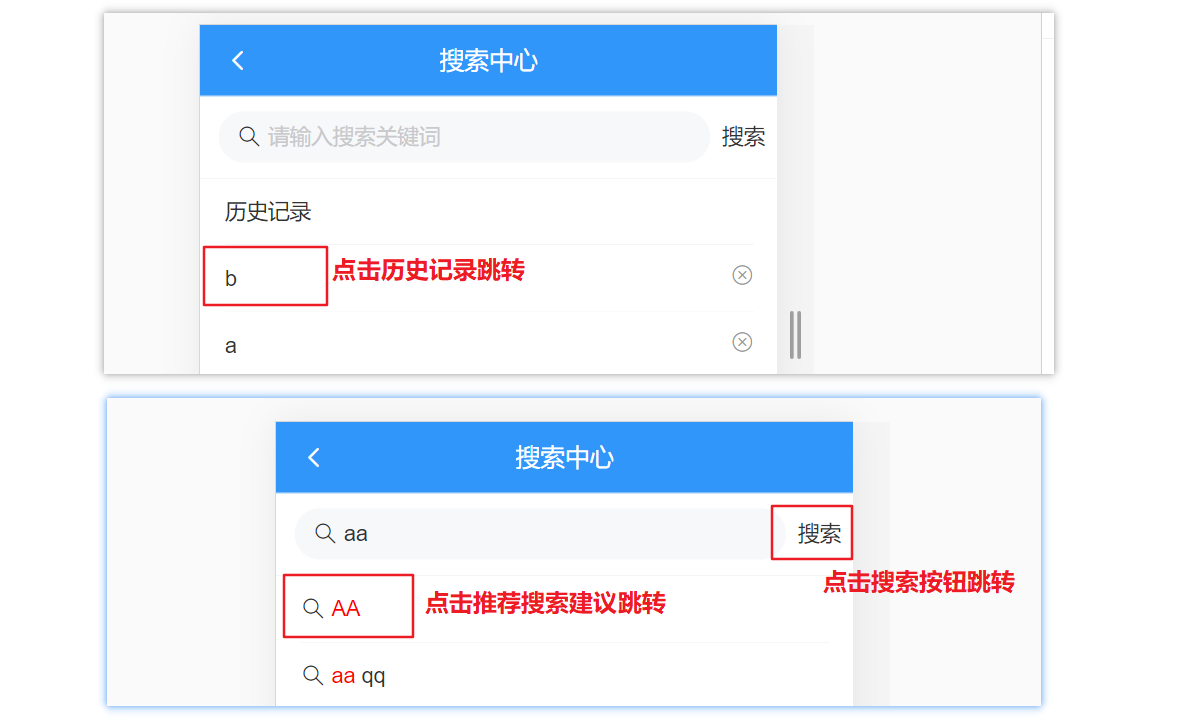 搜索中心
请输入搜索关键词 搜索
历史记录
b 点击历史记录跳转
a
搜索中心
aa 搜索
点击搜索按钮跳转
AA 点击推荐搜索建议跳转
aa qq